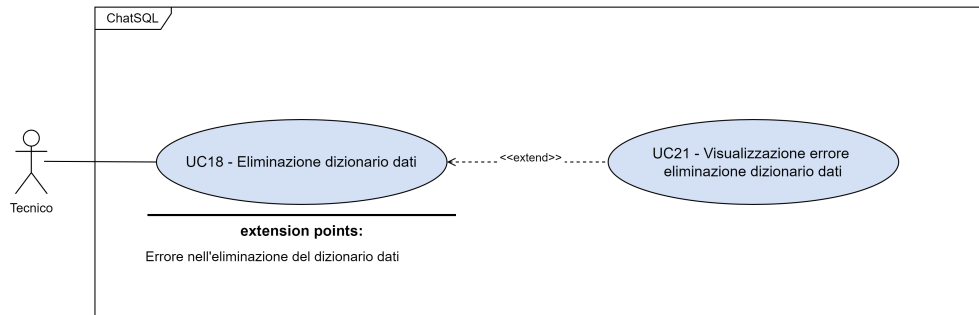 ChatSQL
UC18 - Eliminazione dizionario dati
<<extend>>
UC21 - Visualizzazione errore
eliminazione dizionario dati
Tecnico
extension points:
Errore nell'eliminazione del dizionario dati